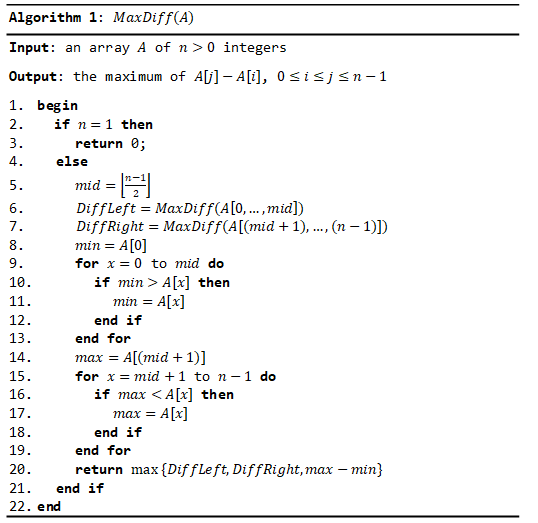 Algorithm 1: MaxDiff(A)
Input: an array A of n > 0 integers
Output: the maximum of A[j] − A[i], 0 ≤ i ≤ j ≤ n − 1
1. begin
2. if n = 1 then
3. return 0;
4. else
5. mid = ⌊(n−1)/2⌋
6. DiffLeft = MaxDiff(A[0, …, mid])
7. DiffRight = MaxDiff(A[(mid + 1), …, (n − 1)])
8. min = A[0]
9. for x = 0 to mid do
10. if min > A[x] then
11. min = A[x]
12. end if
13. end for
14. max = A[(mid + 1)]
15. for x = mid + 1 to n − 1 do
16. if max < A[x] then
17. max = A[x]
18. end if
19. end for
20. return max{DiffLeft, DiffRight, max − min}
21. end if
22. end